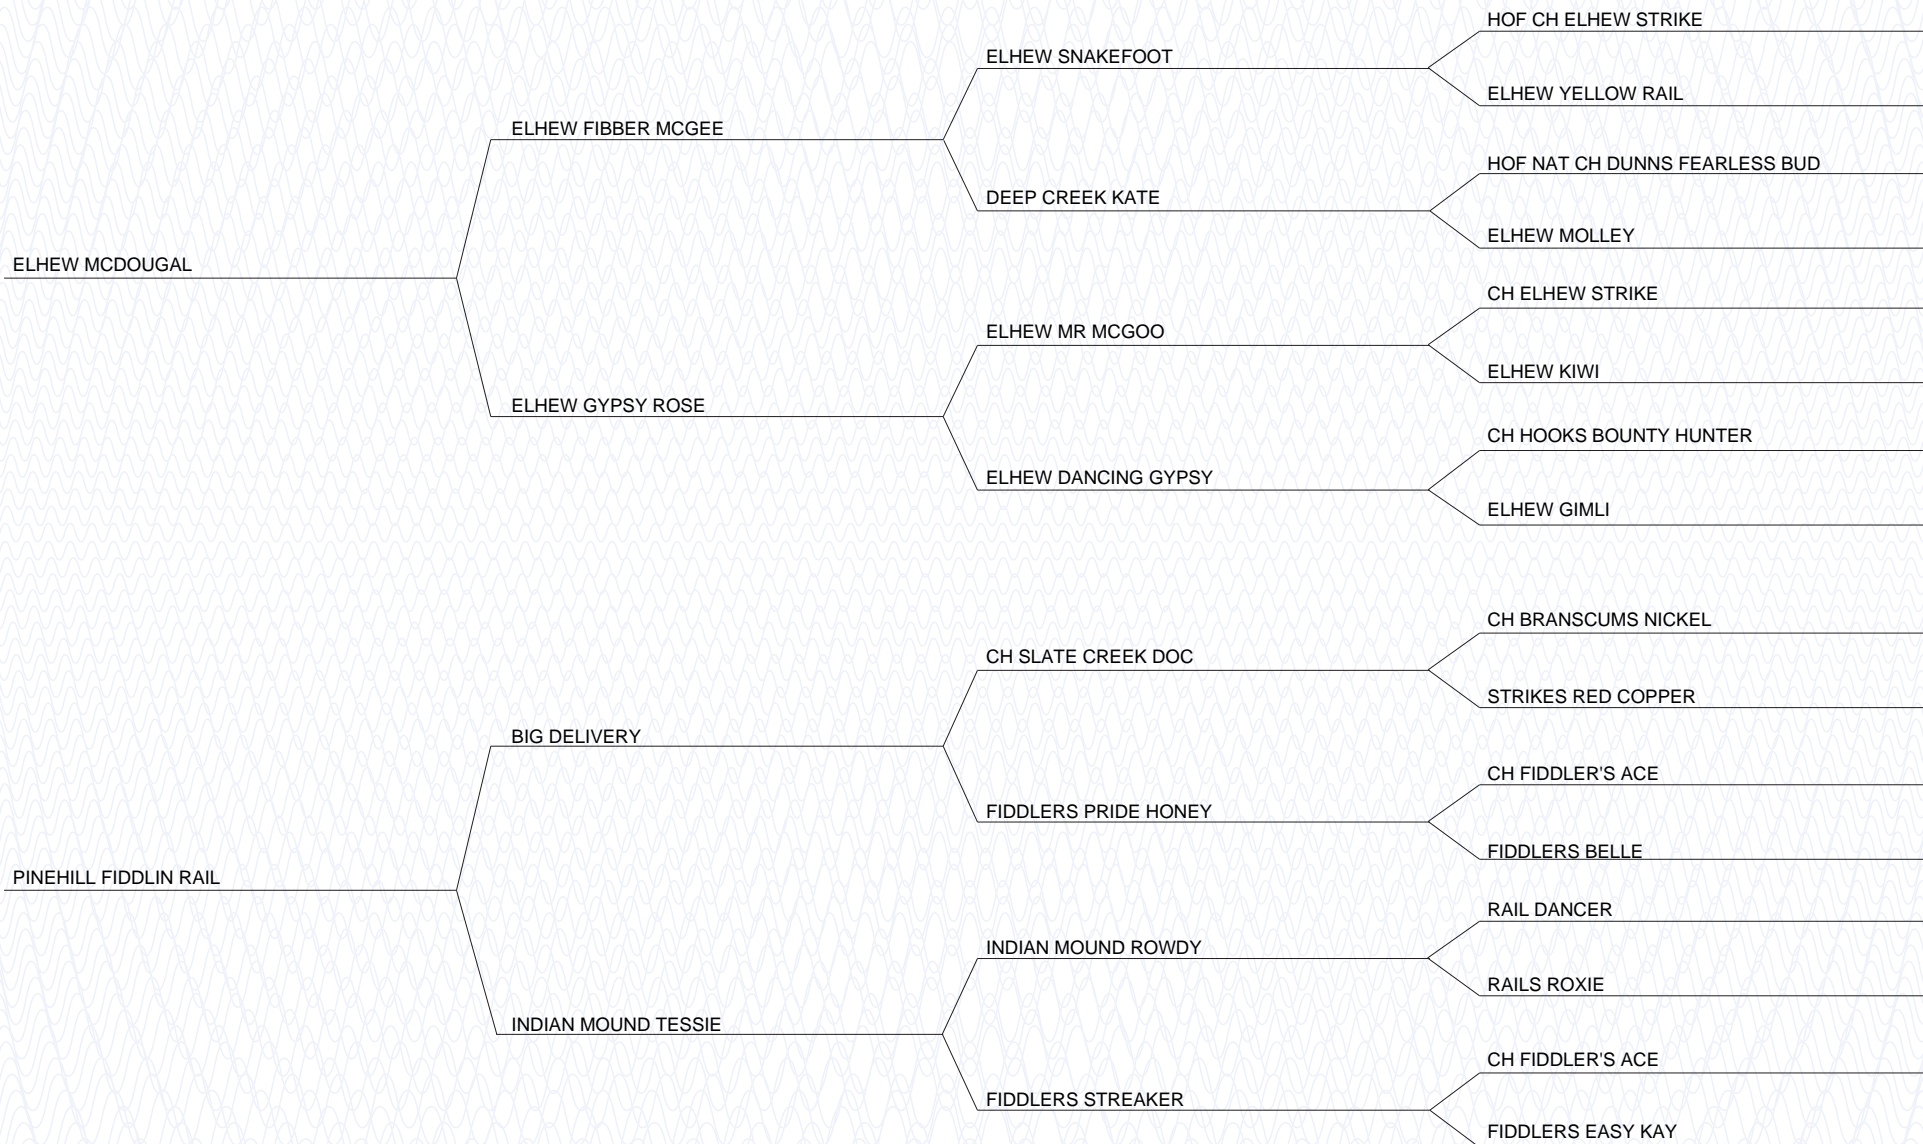 HOF CH ELHEW STRIKE
ELHEW SNAKEFOOT
ELHEW YELLOW RAIL
ELHEW FIBBER MCGEE
HOF NAT CH DUNNS FEARLESS BUD
DEEP CREEK KATE
ELHEW MOLLEY
ELHEW MCDOUGAL
CH ELHEW STRIKE
ELHEW MR MCGOO
ELHEW KIWI
ELHEW GYPSY ROSE
CH HOOKS BOUNTY HUNTER
ELHEW DANCING GYPSY
ELHEW GIMLI
CH BRANSCUMS NICKEL
CH SLATE CREEK DOC
STRIKES RED COPPER
BIG DELIVERY
CH FIDDLER'S ACE
FIDDLERS PRIDE HONEY
FIDDLERS BELLE
PINEHILL FIDDLIN RAIL
RAIL DANCER
INDIAN MOUND ROWDY
RAILS ROXIE
INDIAN MOUND TESSIE
CH FIDDLER'S ACE
FIDDLERS STREAKER
FIDDLERS EASY KAY